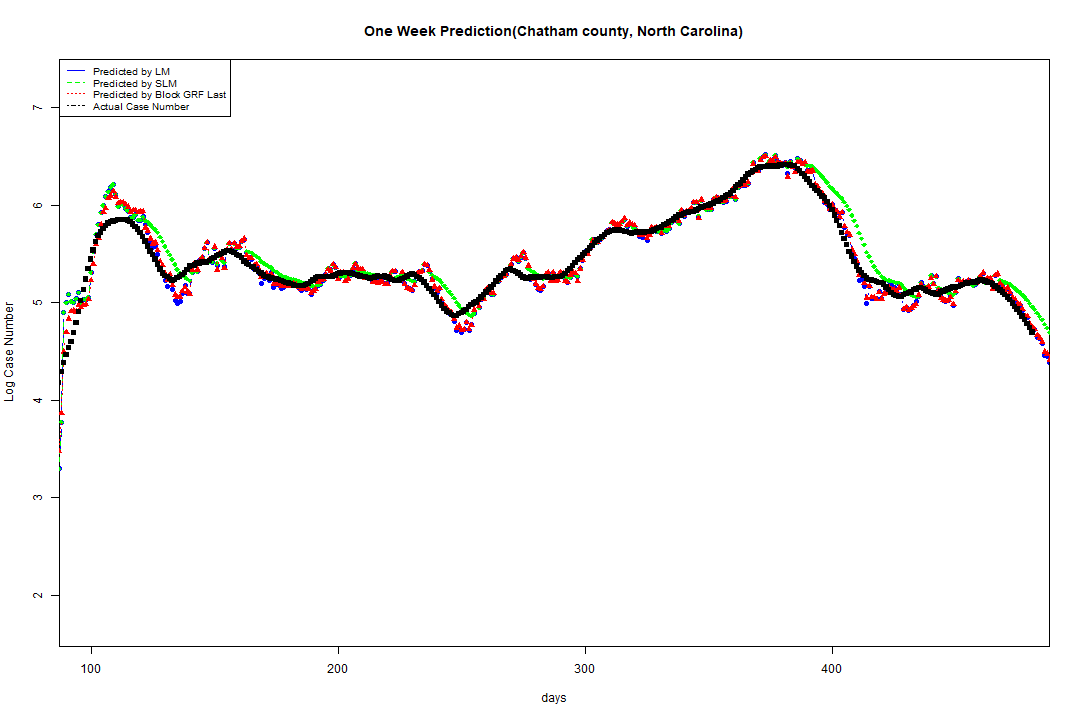 One Week Prediction(Chatham county, North Carolina)
Predicted by LM
Predicted by SLM
Predicted by Block GRF Last
Actual Case Number
7
6
5
4
3
2
Log Case Number
100 200 300 400
days